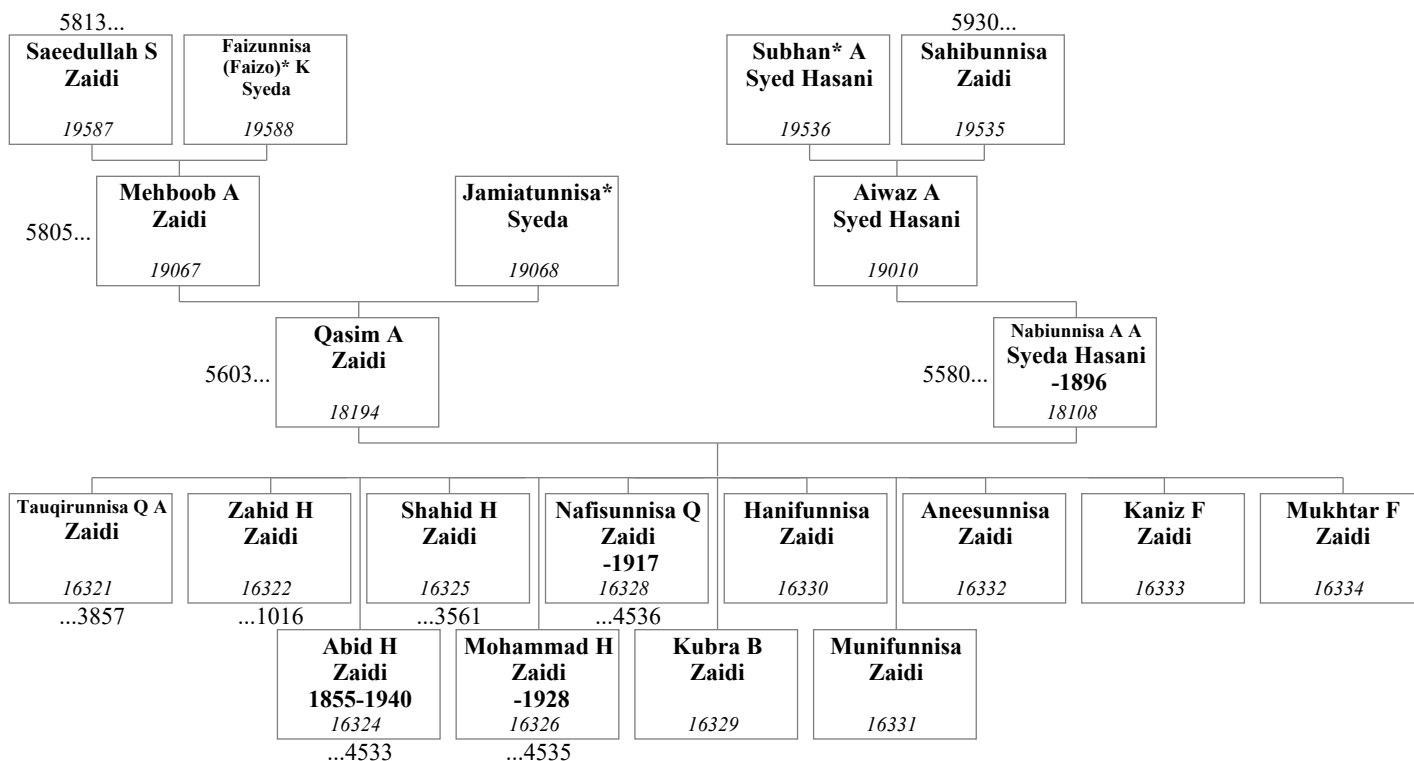 5813...
5930...
Saeedullah S
Zaidi
19587
Faizunnisa
(Faizo)* K
Syeda
19588
Subhan* A
Syed Hasani
19536
Sahibunnisa
Zaidi
19535
5805...
Mehboob A
Zaidi
19067
Jamiatunnisa*
Syeda
19068
Aiwaz A
Syed Hasani
19010
5603...
Qasim A
Zaidi
18194
5580...
Nabiunnisa A A
Syeda Hasani
-1896
18108
Tauqirunnisa Q A
Zaidi
16321
...3857
Zahid H
Zaidi
16322
...1016
Shahid H
Zaidi
16325
...3561
Nafisunnisa Q
Zaidi
-1917
16328
...4536
Hanifunnisa
Zaidi
16330
Aneesunnisa
Zaidi
16332
Kaniz F
Zaidi
16333
Mukhtar F
Zaidi
16334
Abid H
Zaidi
1855-1940
16324
...4533
Mohammad H
Zaidi
-1928
16326
...4535
Kubra B
Zaidi
16329
Munifunnisa
Zaidi
16331